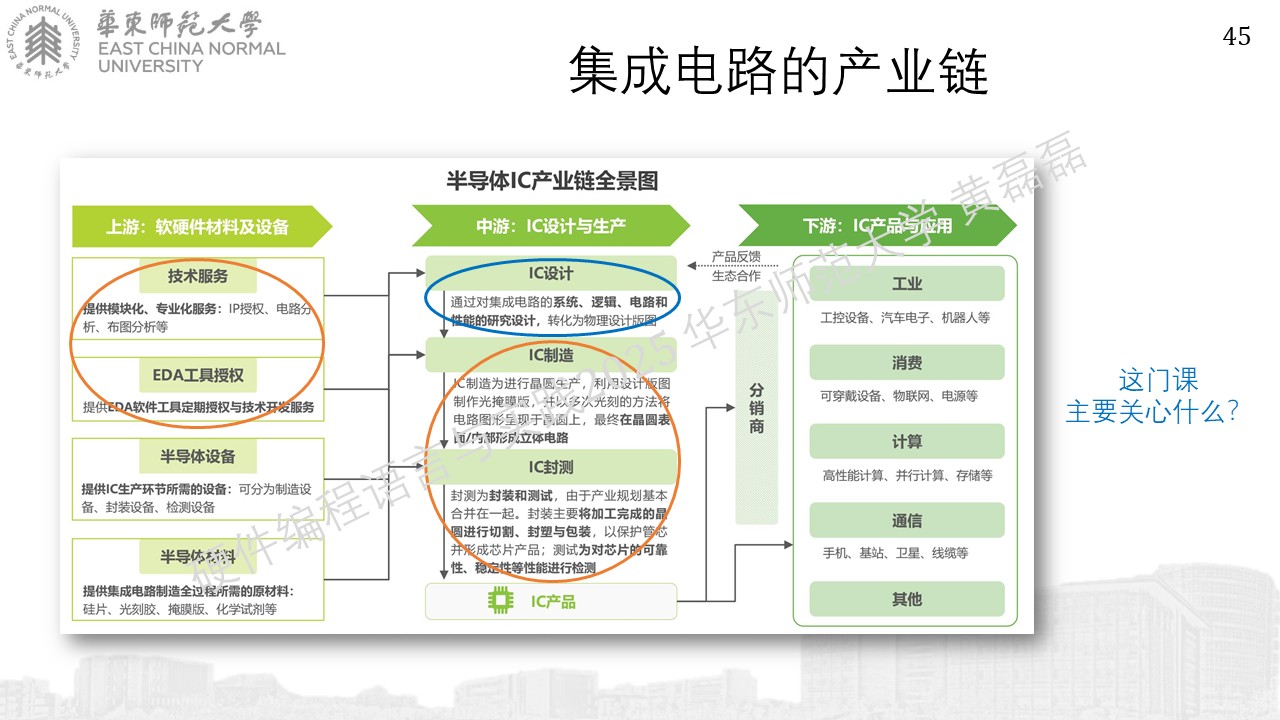 華東師範大學
EAST CHINA NORMAL
UNIVERSITY
EAST CHINA NORMAL UNIVERSITY
華東师范大学
45
集成电路的产业链
半导体IC产业链全景图
上游：软硬件材料及设备
技术服务
提供模块化、专业化服务：IP授权、电路分
析、布图分析等
EDA工具授权
提供EDA软件工具定期授权与技术开发服务
半导体设备
提供IC生产环节所需的设备：可分为制造设
备、封装设备、检测设备
半导体材料
提供集成电路制造全过程所需的原材料：
硅片、光刻胶、掩膜版、化学试剂等
中游：IC设计与生产
IC设计
通过对集成电路的系统、逻辑、电路和
性能的研究设计，转化为物理设计版图
IC制造
IC制造为进行晶圆生产，利用设计版图
制作光掩膜版，并以多次光刻的方法将
电路图形呈现于晶圆上，最终在晶圆表
面/内部形成立体电路
IC封测
封测为封装和测试，由于产业规划基本
合并在一起。封装主要将加工完成的晶
圆进行切割、封塑与包装，以保护管芯
并形成芯片产品；测试为对芯片的可靠
性、稳定性等性能进行检测
IC产品
产品反馈
生态合作
分销商
下游：IC产品与应用
工业
工控设备、汽车电子、机器人等
消费
可穿戴设备、物联网、电源等
计算
高性能计算、并行计算、存储等
通信
手机、基站、卫星、线缆等
其他
这门课
主要关心什么？
硬件编程语言与实践2025 华东师范大学 黄磊磊